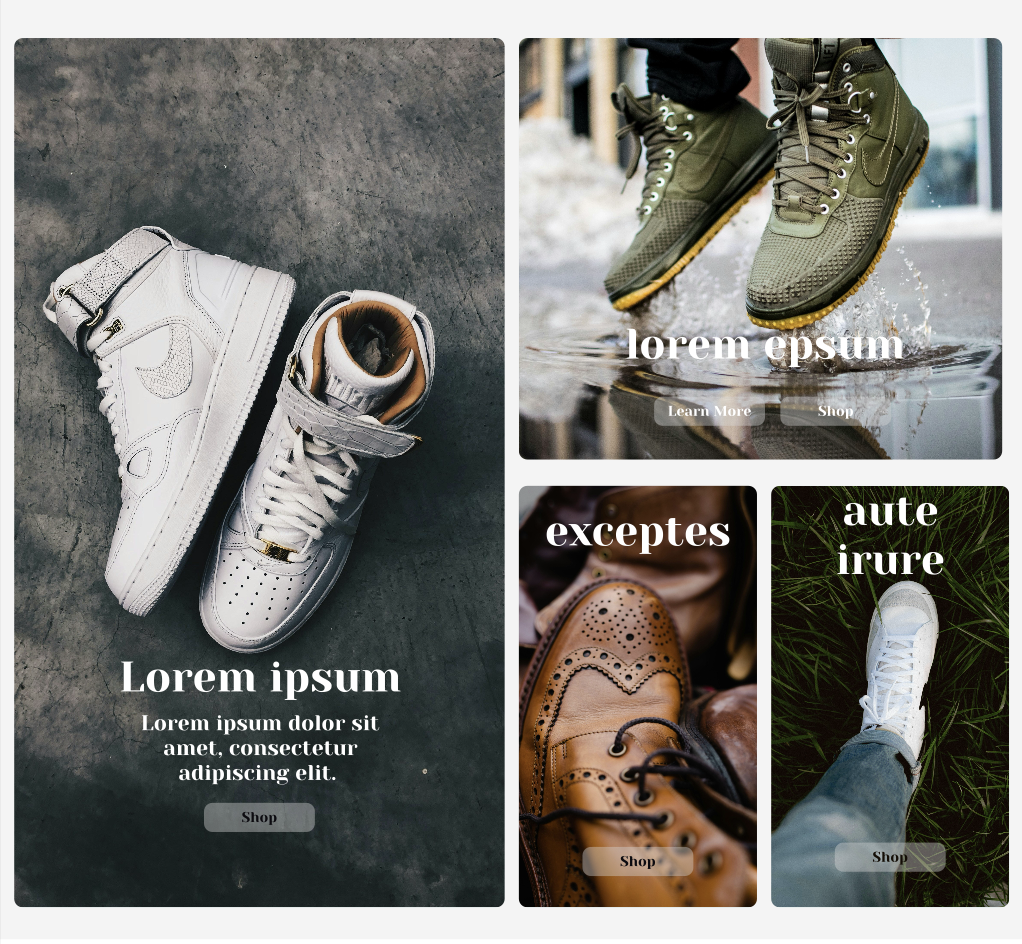 Lorem ipsum
Lorem ipsum dolor sit
amet, consectetur
adipiscing elit.
Shop
lorem epsum
Learn More
Shop
exceptes
Shop
aute
irure
Shop